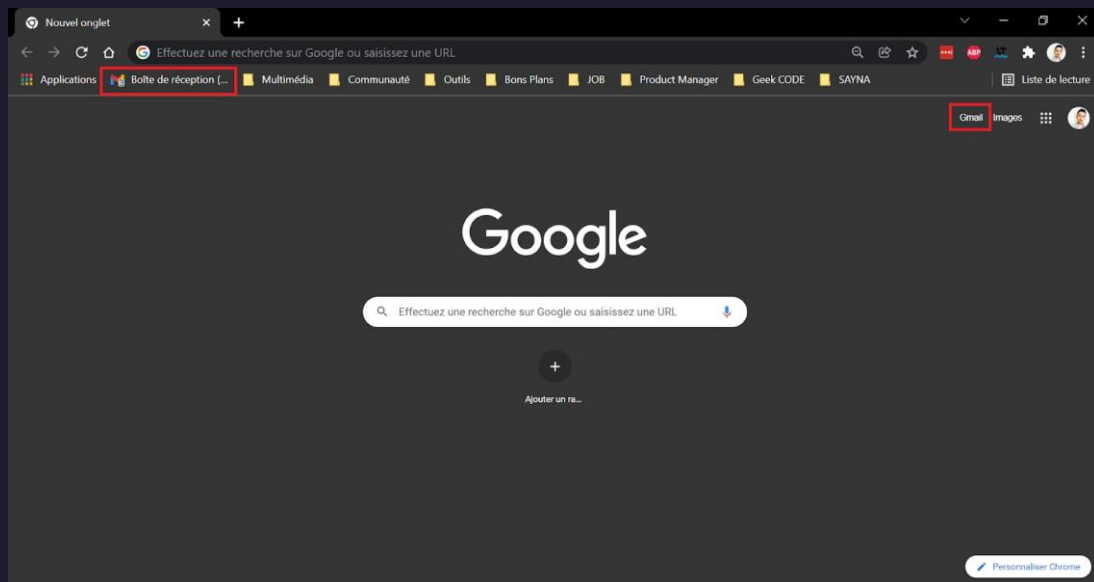 Nouvel onglet
Effectuez une recherche sur Google ou saisissez une URL
ABP
LT
Applications Boîte de réception (... Multimédia Communauté Outils Bons Plans JOB Product Manager Geek CODE SAYNA Liste de lecture
Gmail Images
Google
Effectuez une recherche sur Google ou saisissez une URL
Ajouter un ra...
Personnaliser Chrome